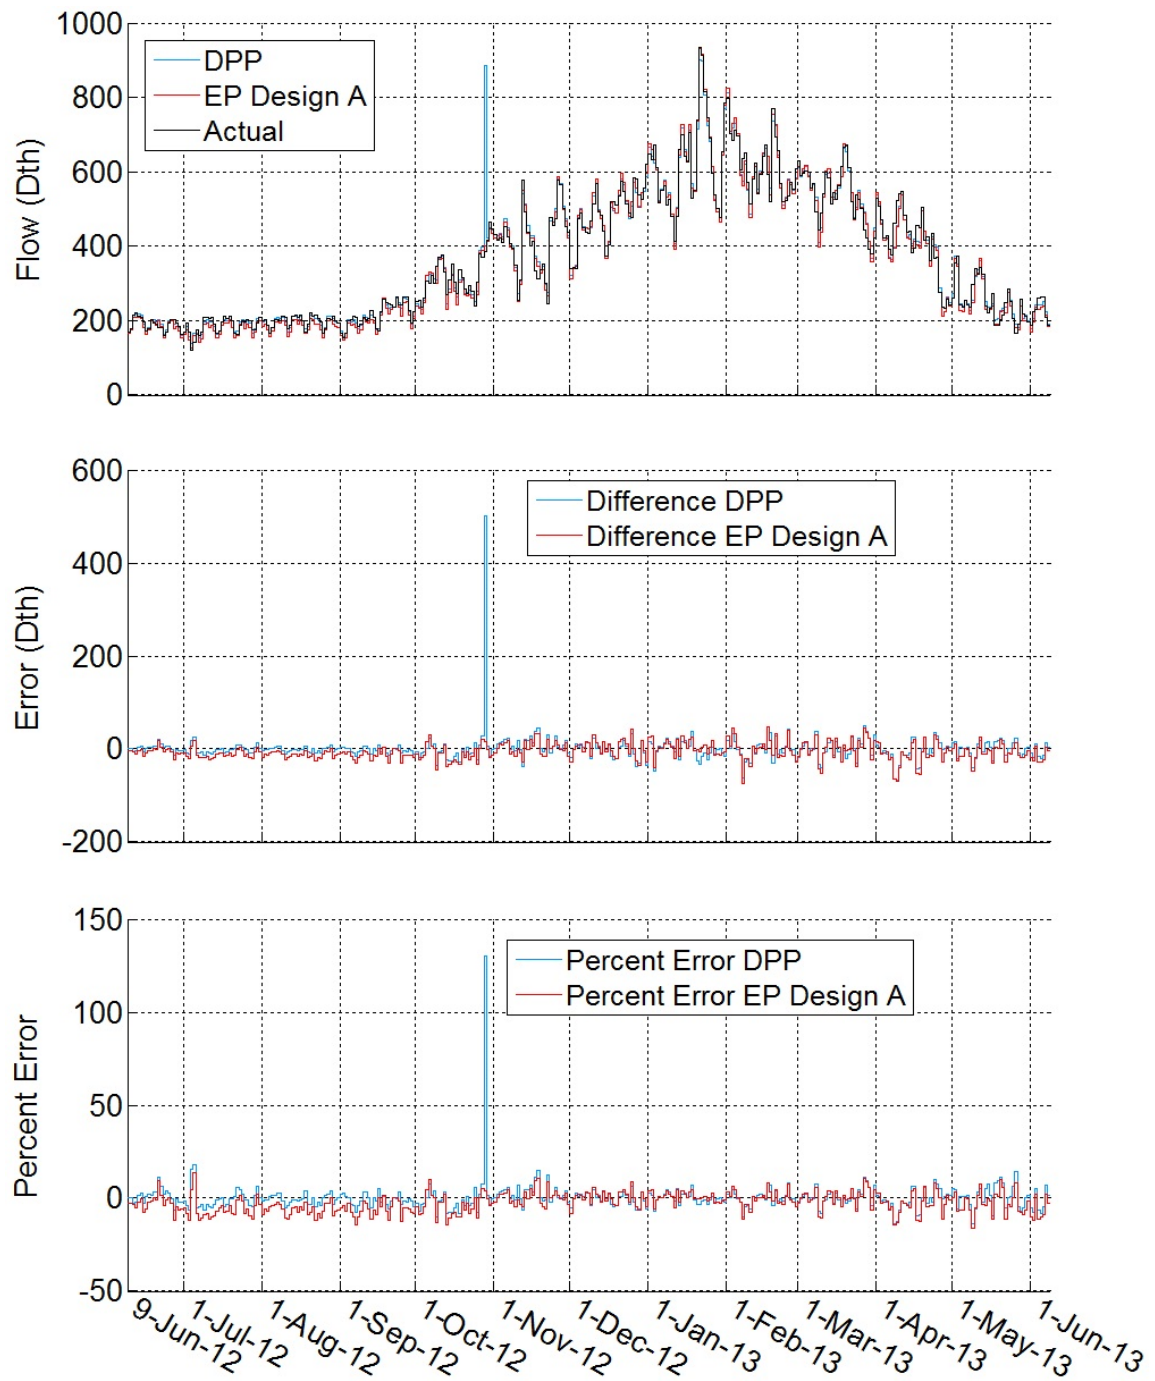 1000
800
600
400
200
0
Flow (Dth)
DPP
EP Design A
Actual
600
400
200
0
-200
Error (Dth)
Difference DPP
Difference EP Design A
150
100
50
0
-50
Percent Error
Percent Error DPP
Percent Error EP Design A
9-Jun-12
1-Jul-12
1-Aug-12
1-Sep-12
1-Oct-12
1-Nov-12
1-Dec-12
1-Jan-13
1-Feb-13
1-Mar-13
1-Apr-13
1-May-13
1-Jun-13